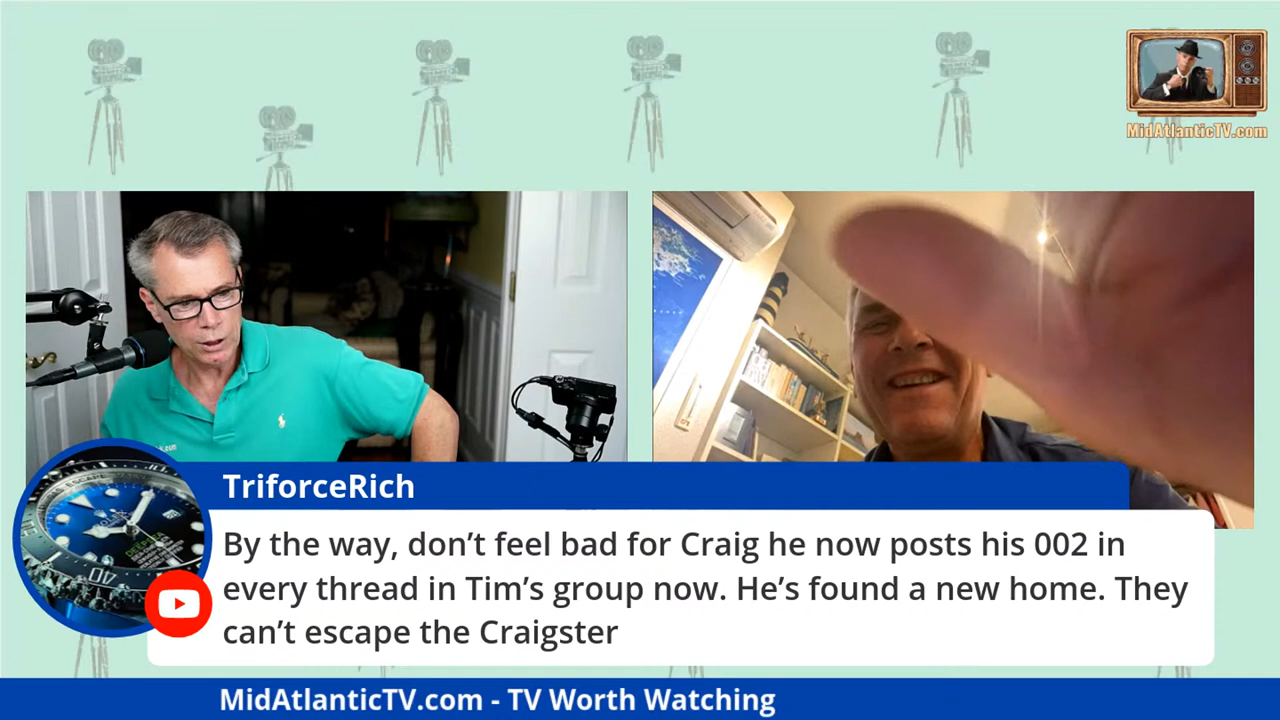 MidAtlanticTV.com
TriforceRich
By the way, don’t feel bad for Craig he now posts his 002 in
every thread in Tim’s group now. He’s found a new home. They
can’t escape the Craigster
MidAtlanticTV.com - TV Worth Watching